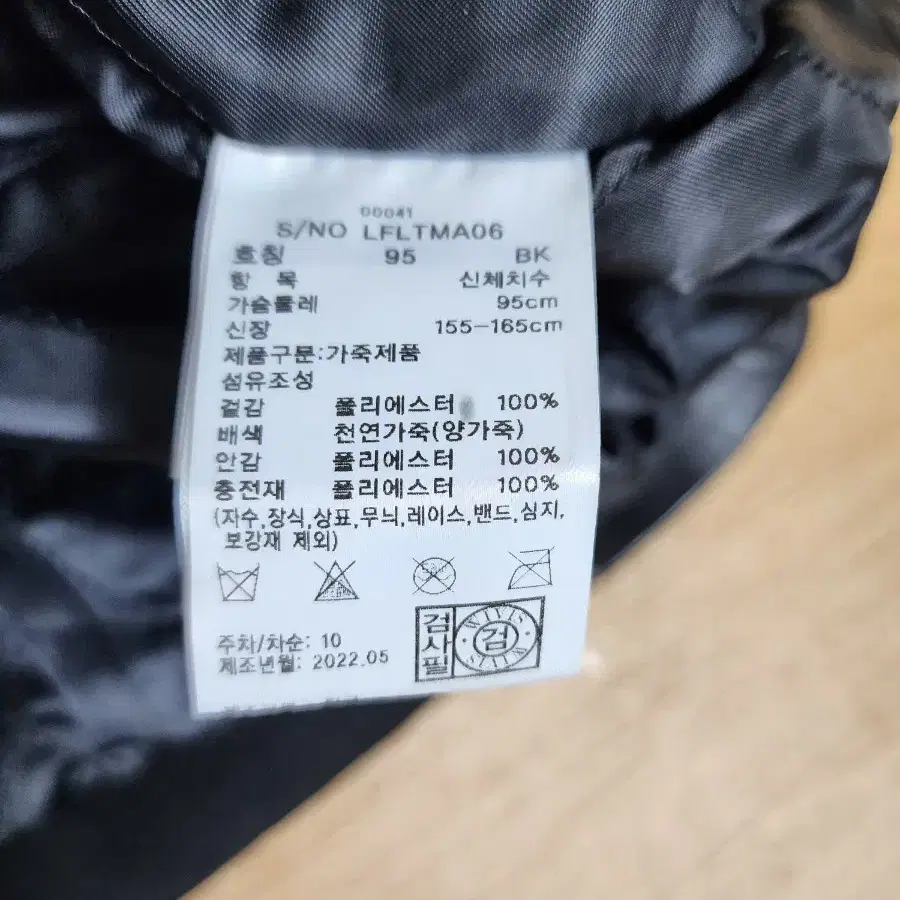 00041
S/NO LFLTMA06
호칭 95 BK
항 목 신체치수
가슴둘레 95cm
신장 155-165cm
제품구분:가죽제품
섬유조성
겉감 폴리에스터 100%
배색 천연가죽(양가죽)
안감 폴리에스터 100%
충전재 폴리에스터 100%
(자수,장식,상표,무늬,레이스,밴드,심지,
보강재 제외)
주차/차순: 10
제조년월: 2022.05
검사필
검